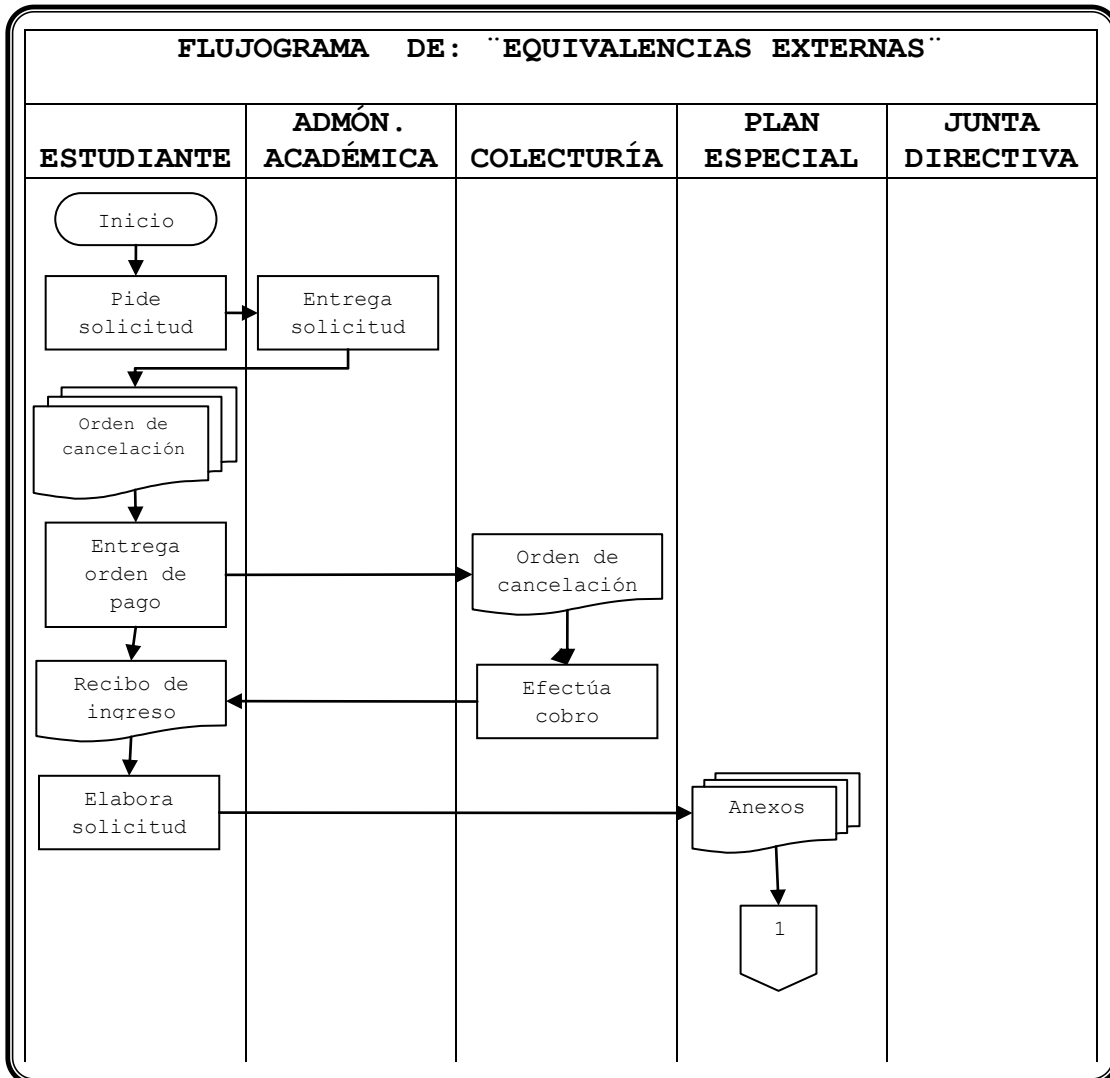 FLUJOGRAMA DE: ¨EQUIVALENCIAS EXTERNAS¨
ESTUDIANTE
ADMÓN.
ACADÉMICA
COLECTURÍA
PLAN
ESPECIAL
JUNTA
DIRECTIVA
Inicio
Pide
solicitud
Entrega
solicitud
Orden de
cancelación
Entrega
orden de
pago
Orden de
cancelación
Recibo de
ingreso
Efectúa
cobro
Elabora
solicitud
Anexos
1